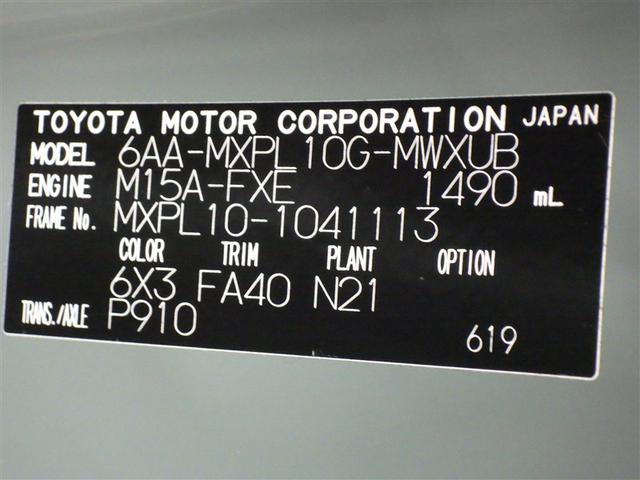 TOYOTA MOTOR CORPORATION JAPAN
MODEL 6AA-MXPL10G-MWXUB
ENGINE M15A-FXE 1490 mL
FRAME No. MXPL10-1041113
COLOR TRIM PLANT OPTION
6X3 FA40 N21
TRANS./AXLE P910
619